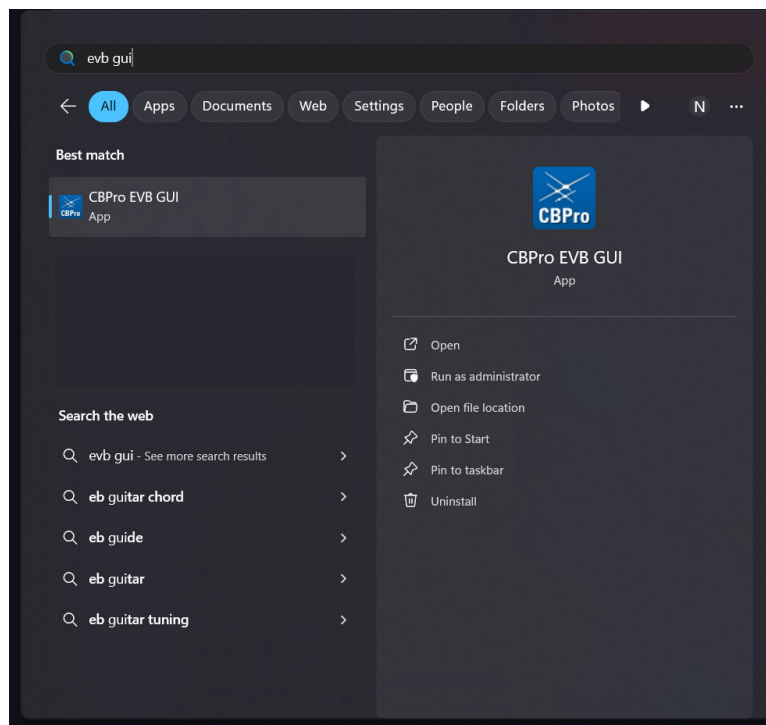 evb gui
All Apps Documents Web Settings People Folders Photos N ...
Best match
CBPro
CBPro EVB GUI
App
CBPro
CBPro EVB GUI
App
Open
Run as administrator
Open file location
Pin to Start
Pin to taskbar
Uninstall
Search the web
evb gui - See more search results
eb guitar chord
eb guide
eb guitar
eb guitar tuning